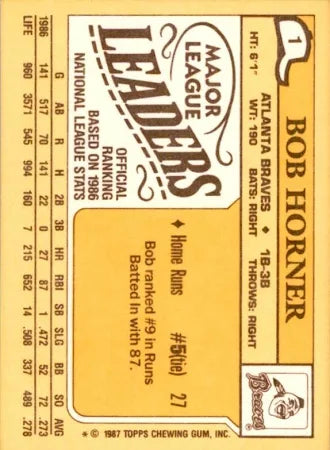 1
BOB HORNER
ATLANTA BRAVES ♦ 1B-3B
HT: 6'1" WT: 190 BATS: RIGHT THROWS: RIGHT
Braves
MAJOR
LEAGUE
LEADERS
OFFICIAL
RANKING
BASED ON 1986
NATIONAL LEAGUE STATS
♦ Home Runs #5(tie) 27
Bob ranked #9 in Runs
Batted In with 87.
* © 1987 TOPPS CHEWING GUM, INC.
G AB R H 2B 3B HR RBI SB SLG BB SO AVG
1986 141 517 70 141 22 0 27 87 1 .472 52 72 .273
LIFE 960 3571 545 994 160 7 215 652 14 .508 337 489 .278